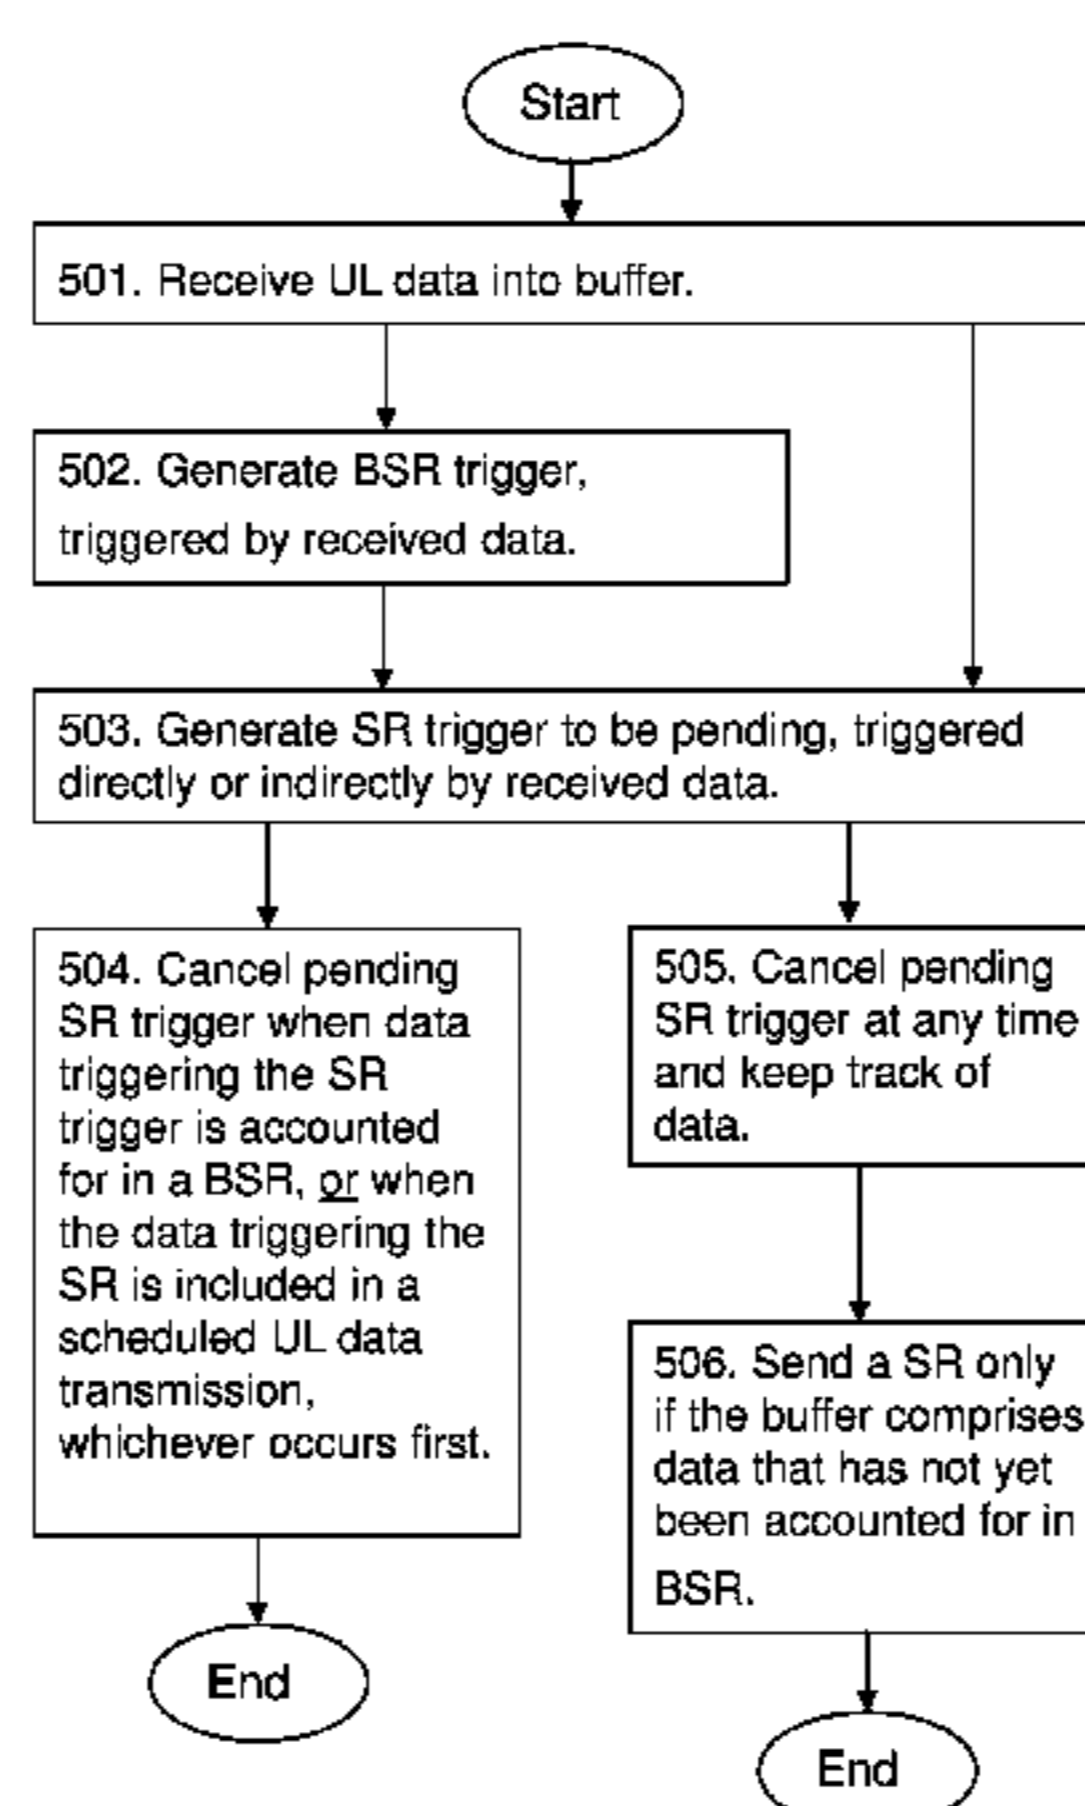 Start
501. Receive UL data into buffer.
502. Generate BSR trigger,
triggered by received data.
503. Generate SR trigger to be pending, triggered
directly or indirectly by received data.
504. Cancel pending
SR trigger when data
triggering the SR
trigger is accounted
for in a BSR, or when
the data triggering the
SR is included in a
scheduled UL data
transmission,
whichever occurs first.
End
505. Cancel pending
SR trigger at any time
and keep track of
data.
506. Send a SR only
if the buffer comprises
data that has not yet
been accounted for in
BSR.
End